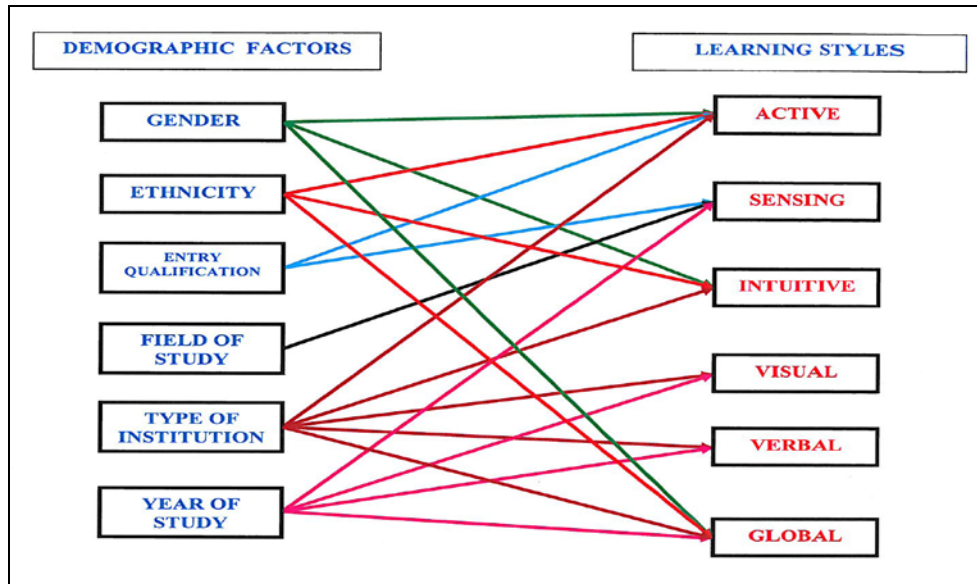 DEMOGRAPHIC FACTORS
LEARNING STYLES
GENDER
ETHNICITY
ENTRY
QUALIFICATION
FIELD OF
STUDY
TYPE OF
INSTITUTION
YEAR OF
STUDY
ACTIVE
SENSING
INTUITIVE
VISUAL
VERBAL
GLOBAL